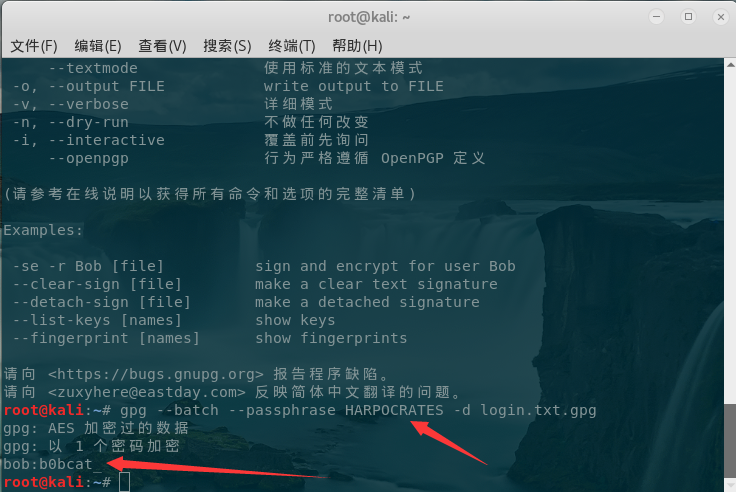 root@kali: ~
文件(F) 编辑(E) 查看(V) 搜索(S) 终端(T) 帮助(H)
--textmode 使用标准的文本模式
-o, --output FILE write output to FILE
-v, --verbose 详细模式
-n, --dry-run 不做任何改变
-i, --interactive 覆盖前先询问
--openpgp 行为严格遵循 OpenPGP 定义
(请参考在线说明以获得所有命令和选项的完整清单)
Examples:
-se -r Bob [file] sign and encrypt for user Bob
--clear-sign [file] make a clear text signature
--detach-sign [file] make a detached signature
--list-keys [names] show keys
--fingerprint [names] show fingerprints
请向 <https://bugs.gnupg.org> 报告程序缺陷。
请向 <zuxyhere@eastday.com> 反映简体中文翻译的问题。
root@kali:~# gpg --batch --passphrase HARPOCRATES -d login.txt.gpg
gpg: AES 加密过的数据
gpg: 以 1 个密码加密
bob:b0bcat_
root@kali:~#